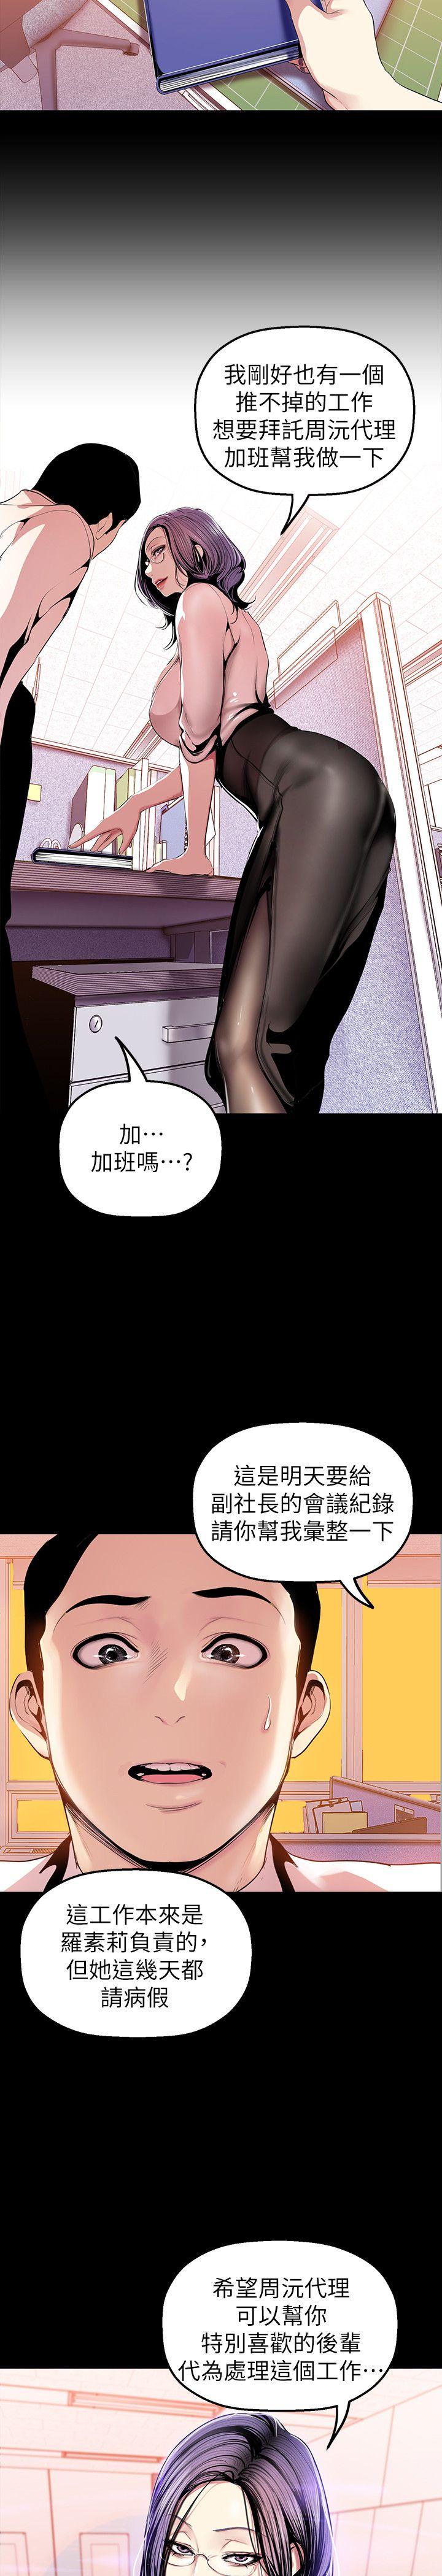 我剛好也有一個
推不掉的工作
想要拜託周沅代理
加班幫我做一下
加…
加班嗎…?
這是明天要給
副社長的會議紀錄
請你幫我彙整一下
這工作本來是
羅素莉負責的,
但她這幾天都
請病假
希望周沅代理
可以幫你
特別喜歡的後輩
代為處理這個工作…